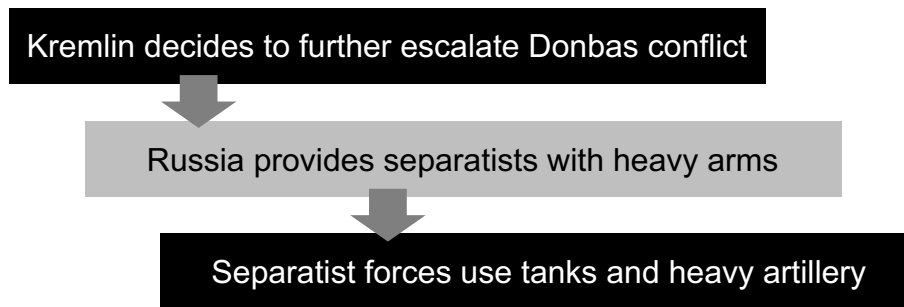 Kremlin decides to further escalate Donbas conflict
Russia provides separatists with heavy arms
Separatist forces use tanks and heavy artillery